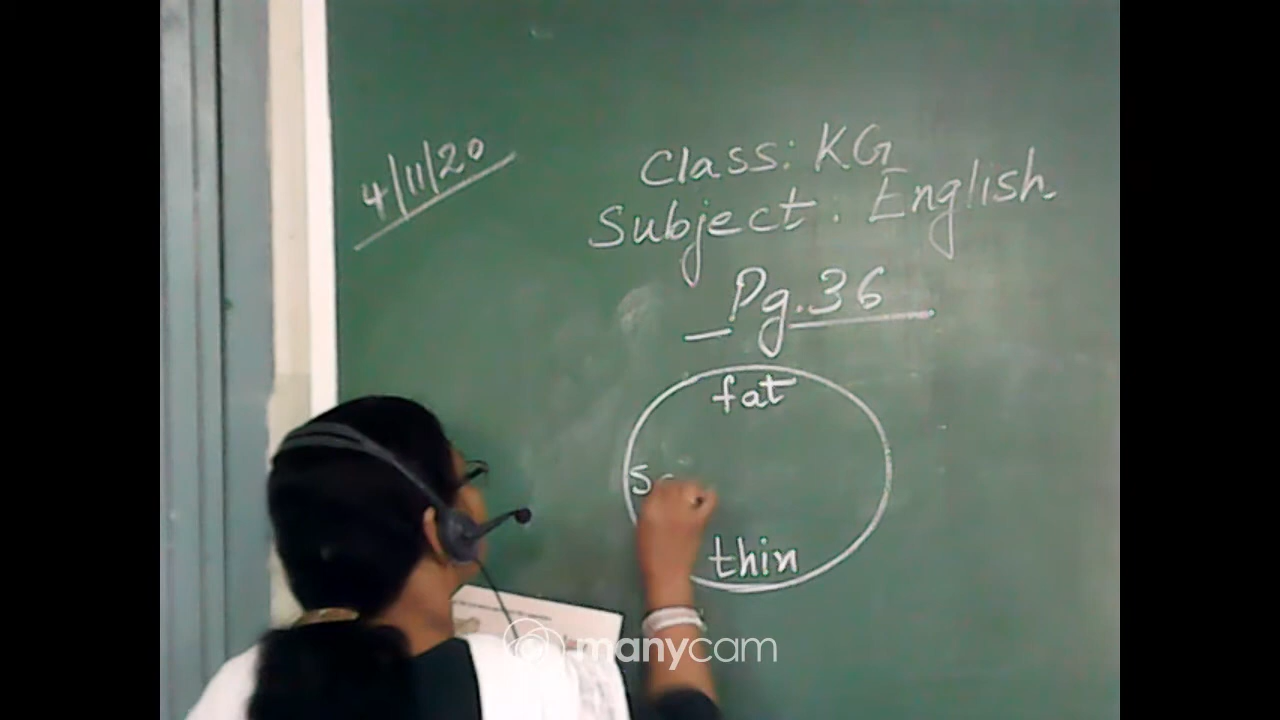 4/11/20
Class: KG
Subject: English
Pg.36
fat
thin
manycam